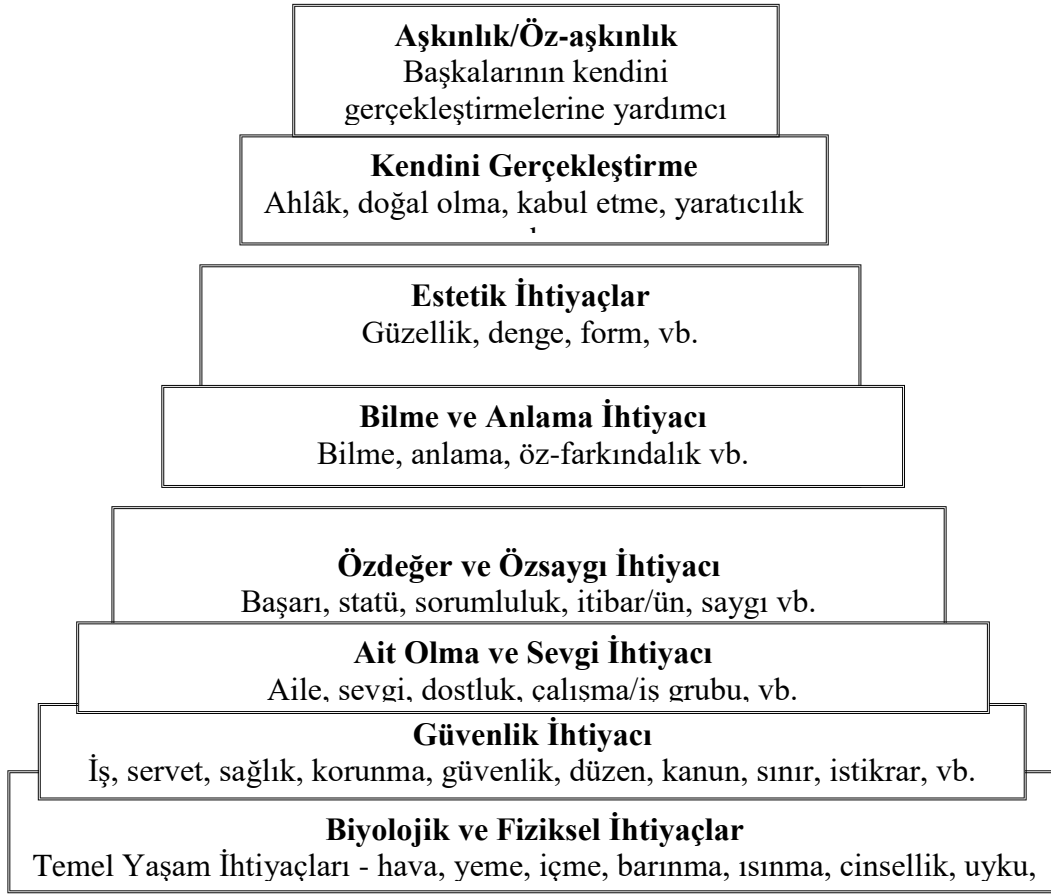 Aşkınlık/Öz-aşkınlık
Başkalarının kendini
gerçekleştirmelerine yardımcı
Kendini Gerçekleştirme
Ahlâk, doğal olma, kabul etme, yaratıcılık
Estetik İhtiyaçlar
Güzellik, denge, form, vb.
Bilme ve Anlama İhtiyacı
Bilme, anlama, öz-farkındalık vb.
Özdeğer ve Özsaygı İhtiyacı
Başarı, statü, sorumluluk, itibar/ün, saygı vb.
Ait Olma ve Sevgi İhtiyacı
Aile, sevgi, dostluk, çalışma/iş grubu, vb.
Güvenlik İhtiyacı
İş, servet, sağlık, korunma, güvenlik, düzen, kanun, sınır, istikrar, vb.
Biyolojik ve Fiziksel İhtiyaçlar
Temel Yaşam İhtiyaçları - hava, yeme, içme, barınma, ısınma, cinsellik, uyku,